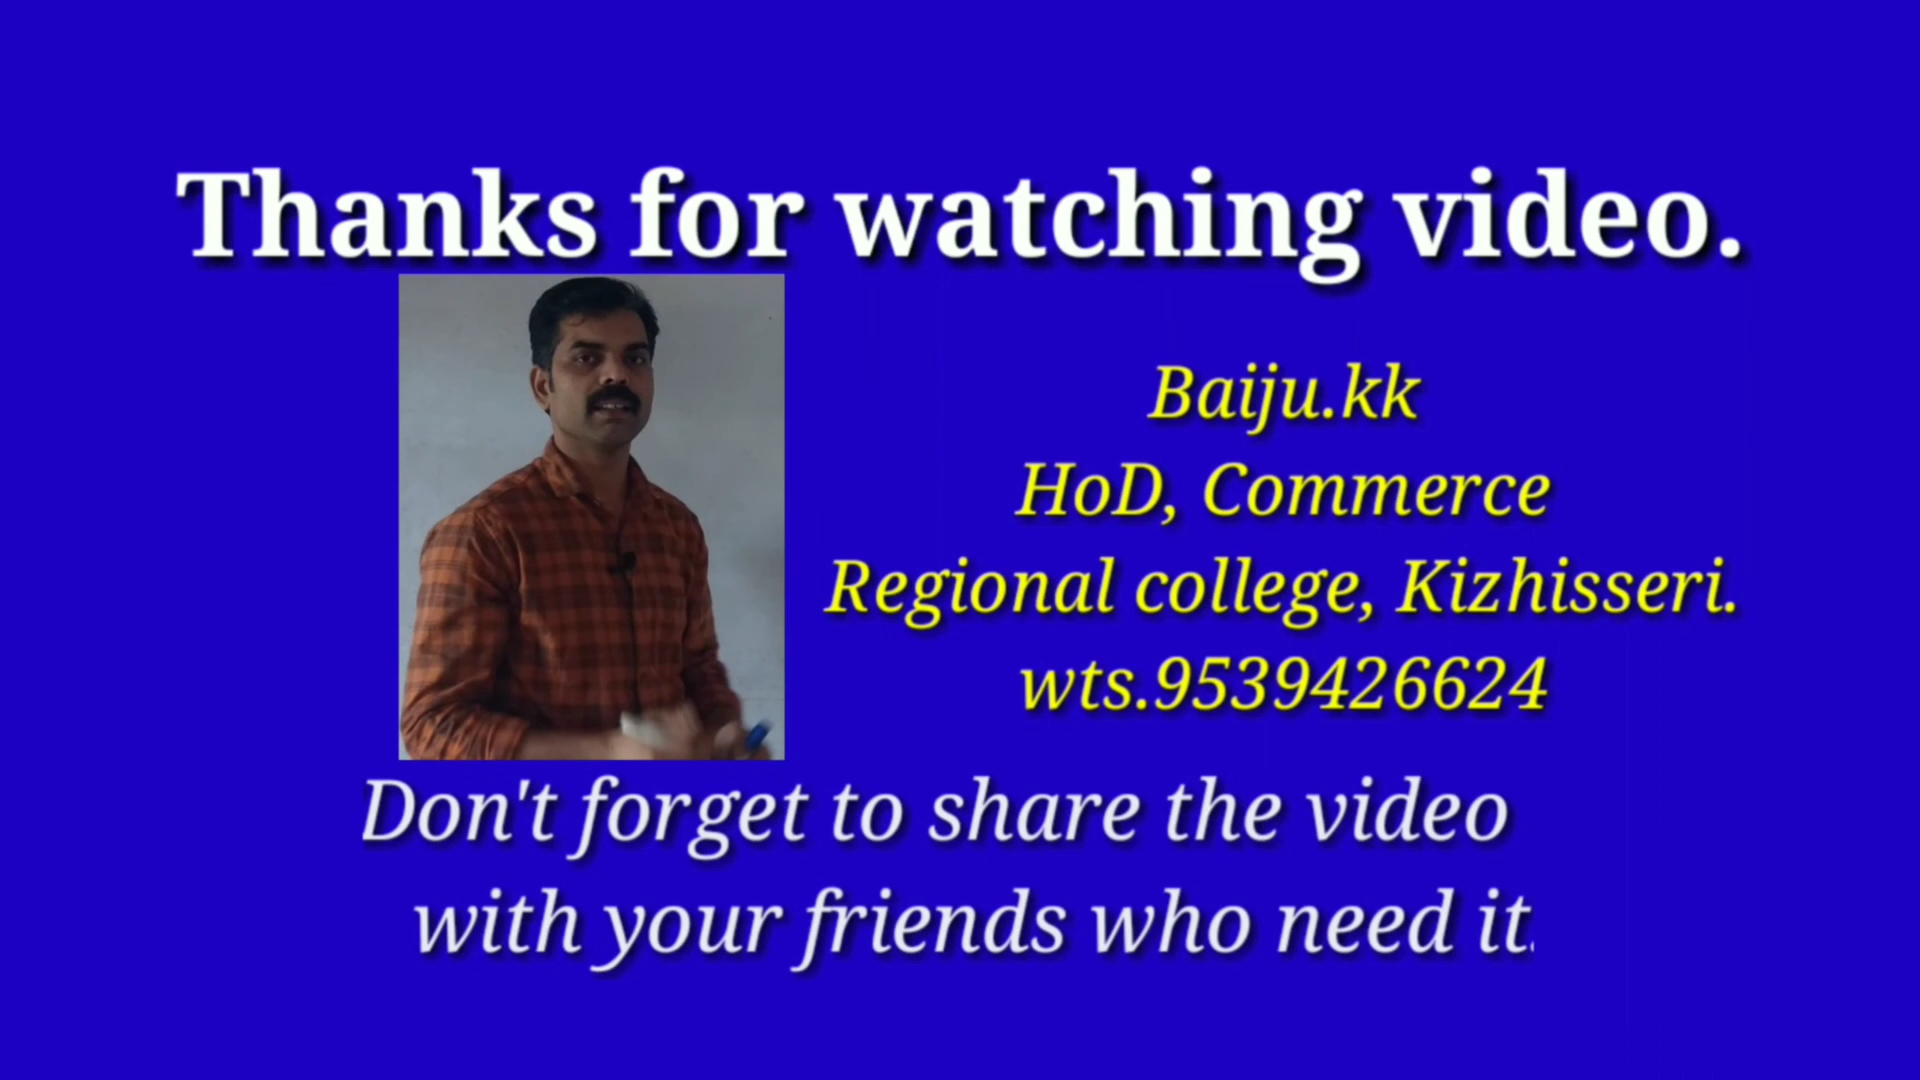 Thanks for watching video.
Baiju.kk
HoD, Commerce
Regional college, Kizhisseri.
wts.9539426624
Don't forget to share the video
with your friends who need it.